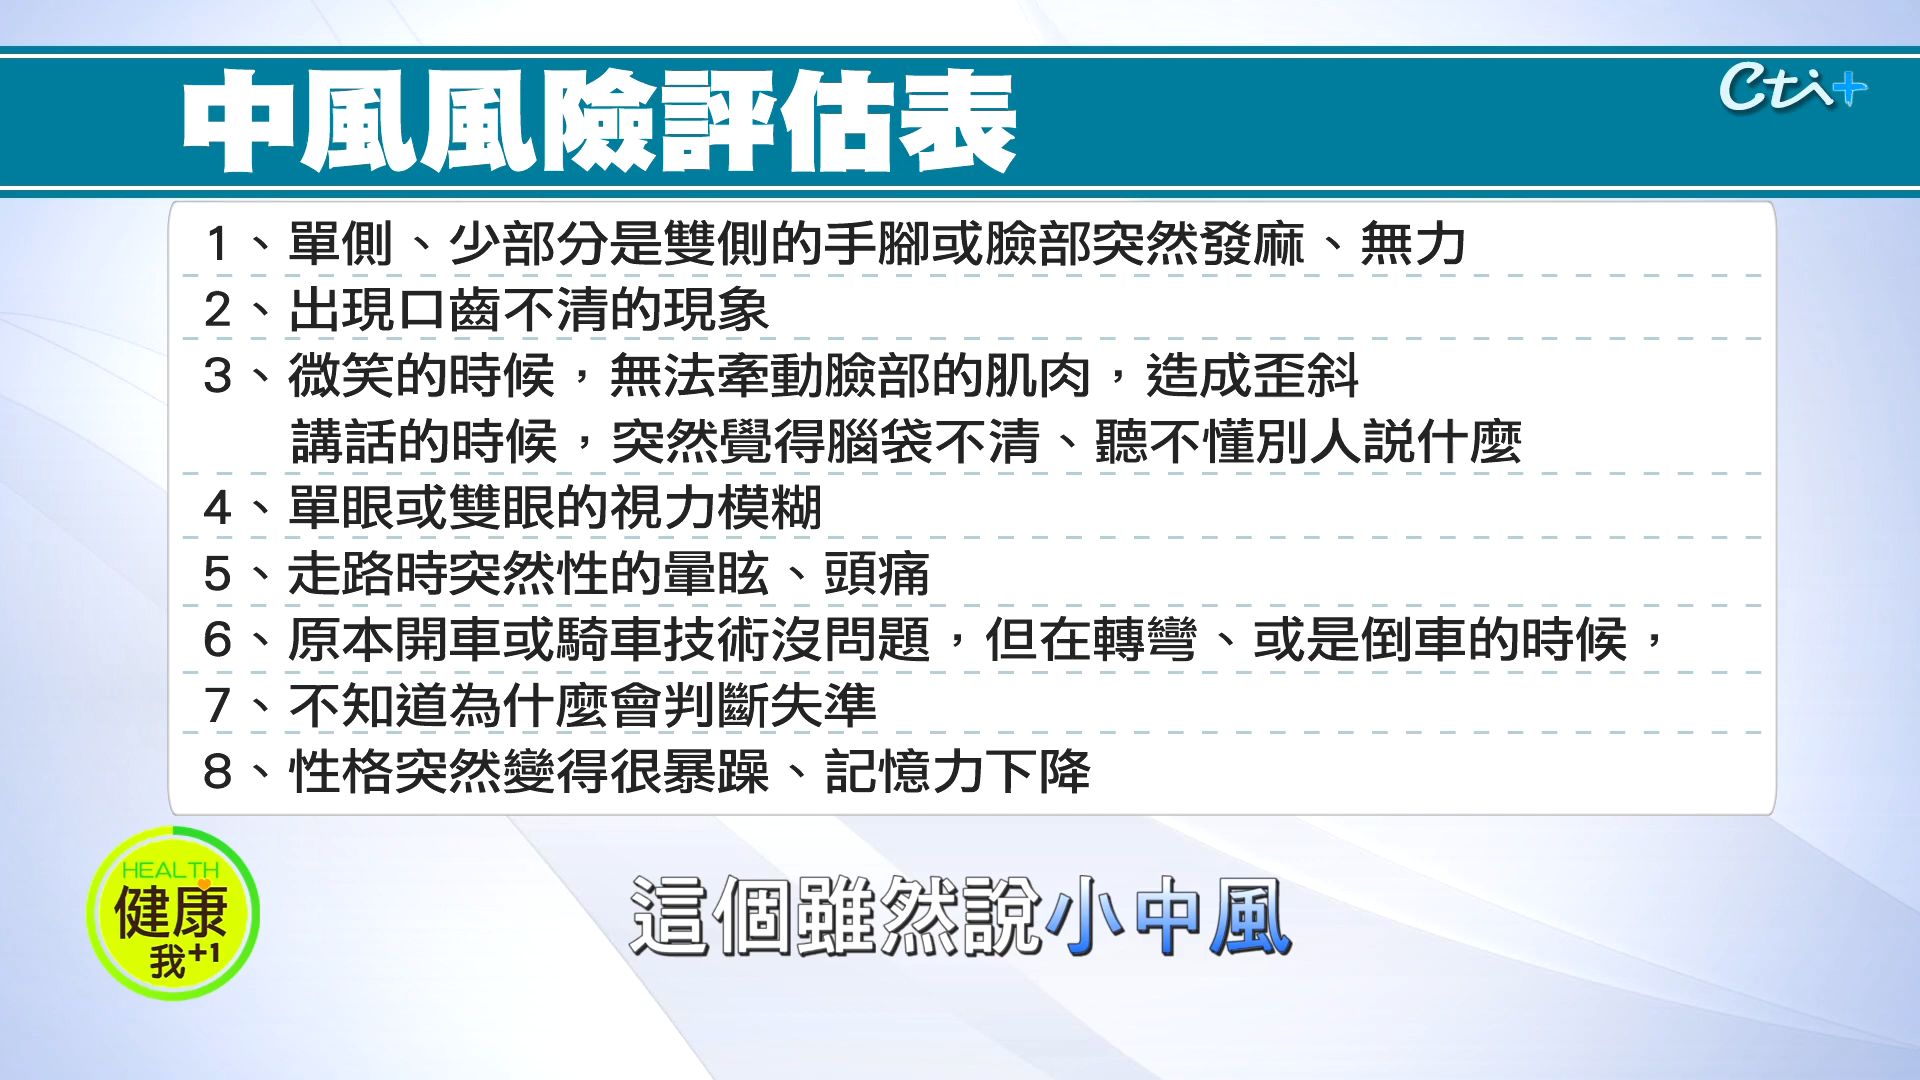 中風風險評估表
Cti+
1、單側、少部分是雙側的手腳或臉部突然發麻、無力
2、出現口齒不清的現象
3、微笑的時候,無法牽動臉部的肌肉,造成歪斜
講話的時候,突然覺得腦袋不清、聽不懂別人説什麼
4、單眼或雙眼的視力模糊
5、走路時突然性的暈眩、頭痛
6、原本開車或騎車技術沒問題,但在轉彎、或是倒車的時候,
7、不知道為什麼會判斷失準
8、性格突然變得很暴躁、記憶力下降
HEALTH
健康
我+1
這個雖然說小中風